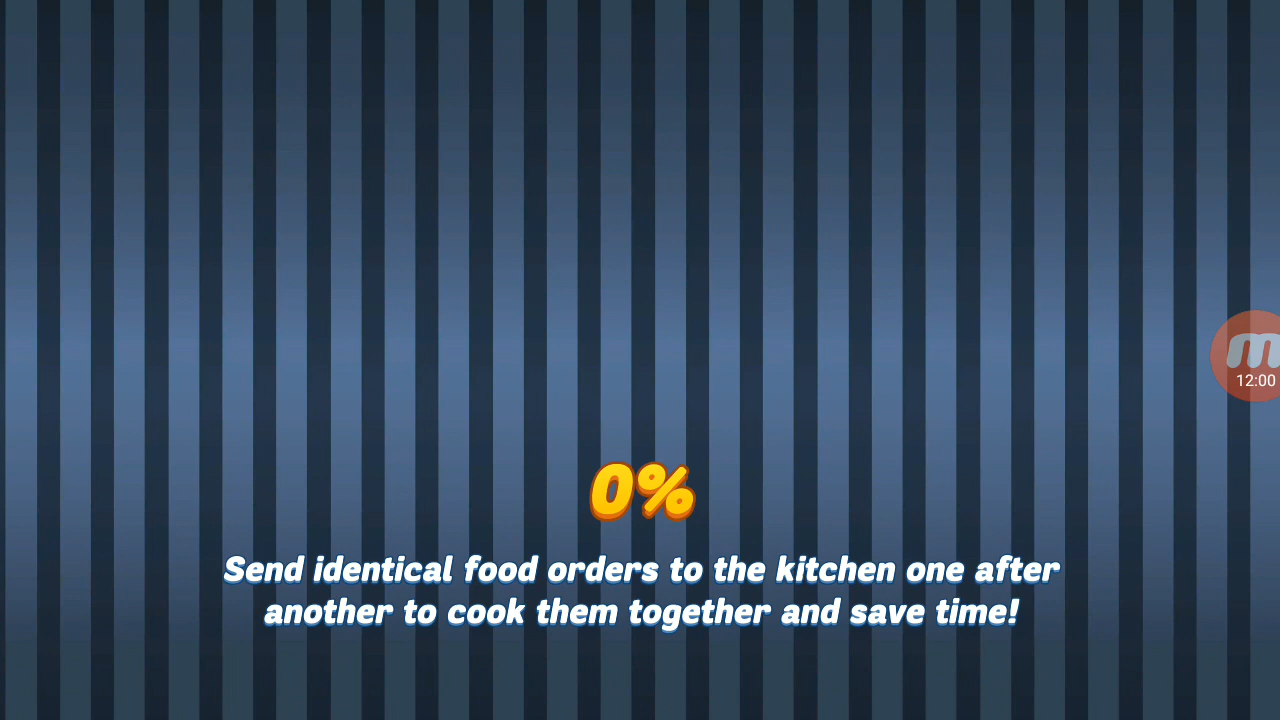 m
12:00
0%
Send identical food orders to the kitchen one after
another to cook them together and save time!